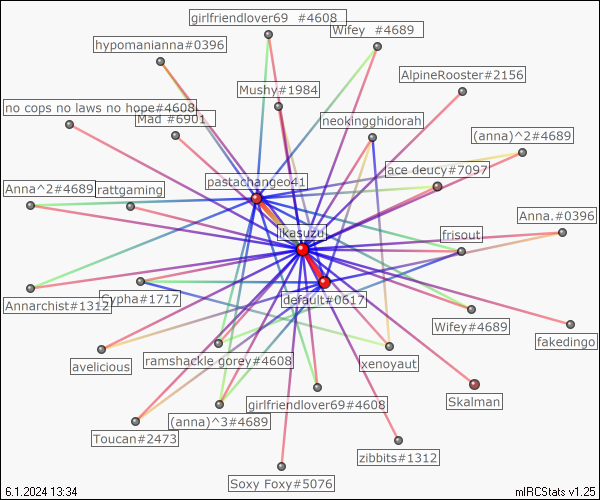 girlfriendlover69 #4608
Wifey #4689
hypomanianna#0396
AlpineRooster#2156
Mushy#1984
no cops no laws no hope#4608
Mad #6901
neokingghidorah
(anna)^2#4689
ace deucy#7097
pastachangeo41
Anna^2#4689
rattgaming
Anna.#0396
ikasuzu
frisout
Annarchist#1312
Cypha#1717
default#0617
Wifey#4689
fakedingo
avelicious
ramshackle gorey#4608
xenoyaut
girlfriendlover69#4608
Skalman
(anna)^3#4689
Toucan#2473
zibbits#1312
Soxy Foxy#5076
6.1.2024 13:34
mIRCStats v1.25